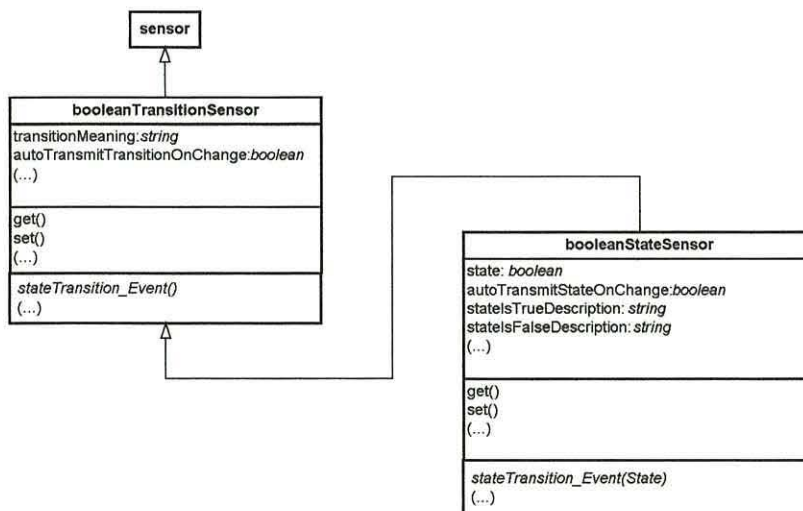 sensor
booleanTransitionSensor
transitionMeaning:string
autoTransmitTransitionOnChange:boolean
(...)
get()
set()
(...)
stateTransition_Event()
(...)
booleanStateSensor
state: boolean
autoTransmitStateOnChange:boolean
stateIsTrueDescription: string
stateIsFalseDescription: string
(...)
get()
set()
(...)
stateTransition_Event(State)
(...)